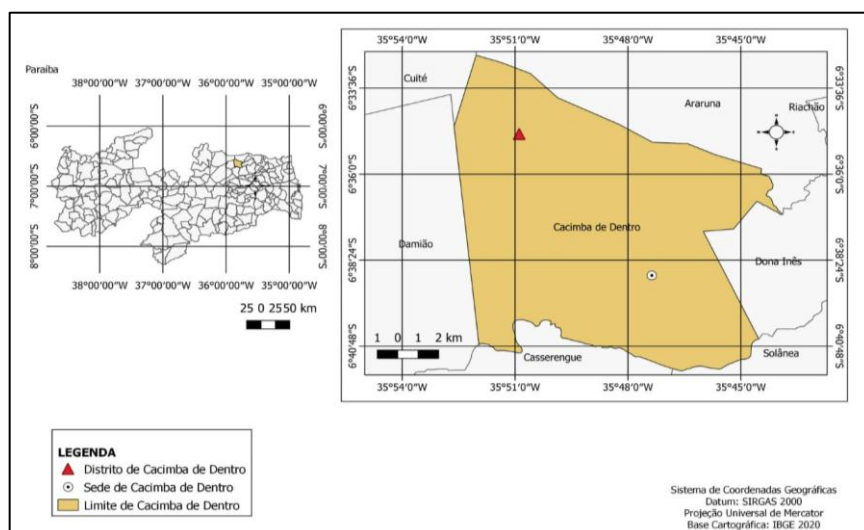 Paraíba
38°00'00"W 37°00'00"W 36°00'00"W 35°00'00"W
6°00'00"S
7°00'00"S
8°00'00"S
6°00'00"S
7°00'00"S
8°00'00"S
38°00'00"W 37°00'00"W 36°00'00"W 35°00'00"W
25 0 2550 km
35°54'0"W 35°51'0"W 35°48'0"W 35°45'0"W
6°33'36"S
6°36'0"S
6°38'24"S
6°40'48"S
Cuité
Araruna
Riachão
Cacimba de Dentro
Damião
Dona Inês
Casserengue
Solânea
1 0 1 2 km
6°33'36"S
6°36'0"S
6°38'24"S
6°40'48"S
35°54'0"W 35°51'0"W 35°48'0"W 35°45'0"W
LEGENDA
Distrito de Cacimba de Dentro
Sede de Cacimba de Dentro
Limite de Cacimba de Dentro
Sistema de Coordenadas Geográficas
Datum: SIRGAS 2000
Projeção Universal de Mercator
Base Cartográfica: IBGE 2020